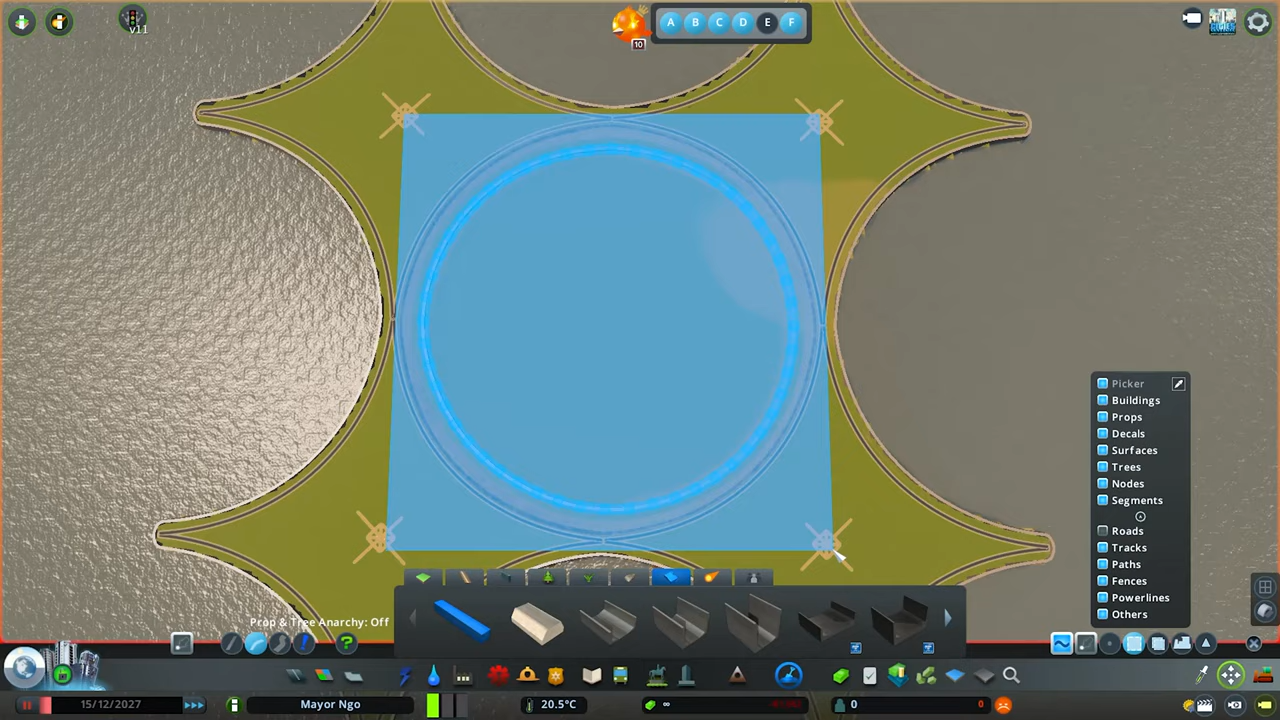 v11
10
A B C D E F
Picker
Buildings
Props
Decals
Surfaces
Trees
Nodes
Segments
Roads
Tracks
Paths
Fences
Powerlines
Others
Prop & Tree Anarchy: Off
15/12/2027
Mayor Ngo
20.5°C
∞
0
0